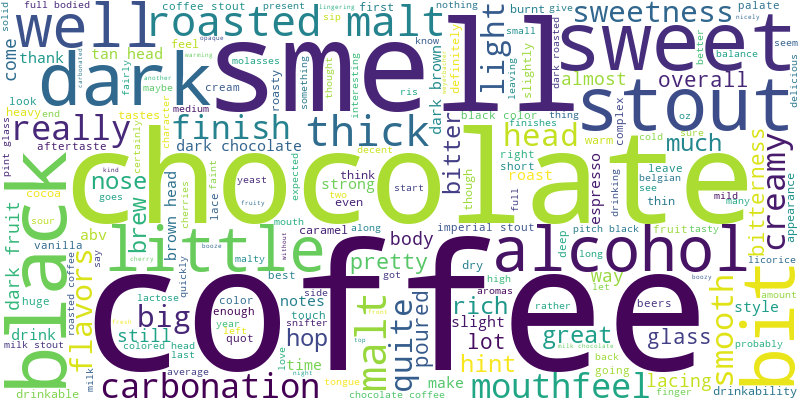 full bodied
coffee stout
present
lingering
sip
first
nothing
burnt
give
small
sweetness
palate
nicely
solid
come
well
roasted malt
opaque
warming
light
better
seem
balance
delicious
thank
tan head
feel
know
definitely
slightly
leaving
dark roasted
almost
overall
carbonated
dark
smell
sweet
fairly
another
maybe
molasses
cream
roasty
something
thought
interesting
dark brown
look
heavy
end
tastes
character
medium
ris
black color
thing
complex
oz
stout
pint glass
really
finish
thick
bitter
head
finishes
warm
cold
sure
much
aftertaste
certainly
dark chocolate
decent
though
right
short
espresso
drinking
leave
belgian
see
bitterness
creamy
appearance
black
kind
cocoa
nose
goes
chocolate
yeast
faint
lace
cherries
expected
think
strong
two
even
start
full
roast
thin
mild
many
dark fruit
sour
vanilla
say
abv
brew
brown head
fruity
mouth
caramel
body
imperial stout
deep
pitch black
fruit
tasty
long
licorice
little
alcohol
along
without
huge
flavors
roasted coffee
cherry
quickly
malty
booze
best
pretty
got
dry
way
let
bit
drink
milk stout
drinkable
milk
lactose
big
still
colored head
last
average
color
enough
year
left
quot
coffee
notes
touch
snifter
side
hop
time
love
night
top
front
tongue
malt
quite
poured
high
aromas
rich
slight
lot
hint
make
rather
beers
boozy
great
milk chocolate
back
going
glass
smooth
amount
style
probably
fresh
carbonation
chocolate coffee
mouthfeel
finger
lacing
drinkability